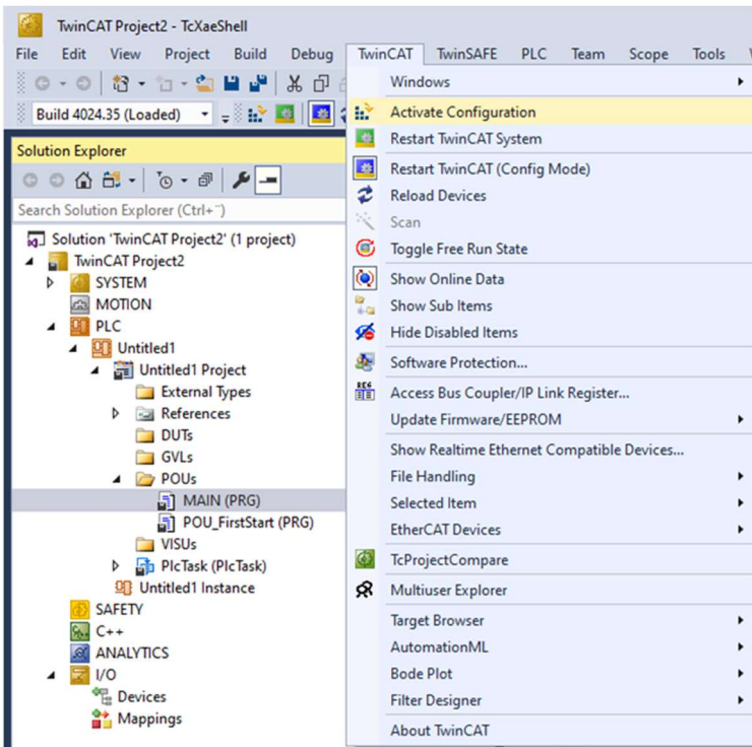 TwinCAT Project2 - TcXaeShell
File Edit View Project Build Debug TwinCAT TwinSAFE PLC Team Scope Tools
Build 4024.35 (Loaded)
Solution Explorer
Search Solution Explorer (Ctrl+¨)
Solution 'TwinCAT Project2' (1 project)
TwinCAT Project2
SYSTEM
MOTION
PLC
Untitled1
Untitled1 Project
External Types
References
DUTs
GVLs
POUs
MAIN (PRG)
POU_FirstStart (PRG)
VISUs
PlcTask (PlcTask)
Untitled1 Instance
SAFETY
C++
ANALYTICS
I/O
Devices
Mappings
Windows
Activate Configuration
Restart TwinCAT System
Restart TwinCAT (Config Mode)
Reload Devices
Scan
Toggle Free Run State
Show Online Data
Show Sub Items
Hide Disabled Items
Software Protection...
Access Bus Coupler/IP Link Register...
Update Firmware/EEPROM
Show Realtime Ethernet Compatible Devices...
File Handling
Selected Item
EtherCAT Devices
TcProjectCompare
Multiuser Explorer
Target Browser
AutomationML
Bode Plot
Filter Designer
About TwinCAT